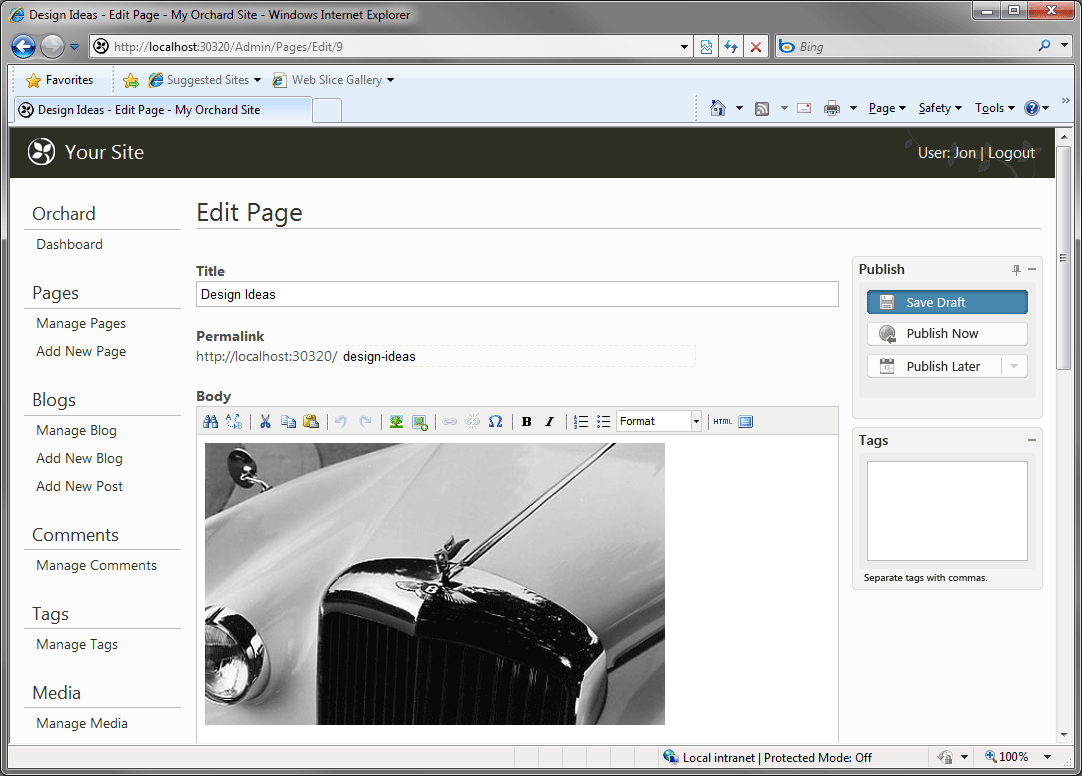 Design Ideas - Edit Page - My Orchard Site - Windows Internet Explorer
http://localhost:30320/Admin/Pages/Edit/9
Bing
Favorites
Suggested Sites
Web Slice Gallery
Design Ideas - Edit Page - My Orchard Site
Page
Safety
Tools
Your Site
User: Jon | Logout
Orchard
Dashboard
Pages
Manage Pages
Add New Page
Blogs
Manage Blog
Add New Blog
Add New Post
Comments
Manage Comments
Tags
Manage Tags
Media
Manage Media
Edit Page
Title
Design Ideas
Permalink
http://localhost:30320/ design-ideas
Body
B I Format HTML
B
Publish
Save Draft
Publish Now
Publish Later
Tags
Separate tags with commas.
Local intranet | Protected Mode: Off
100%